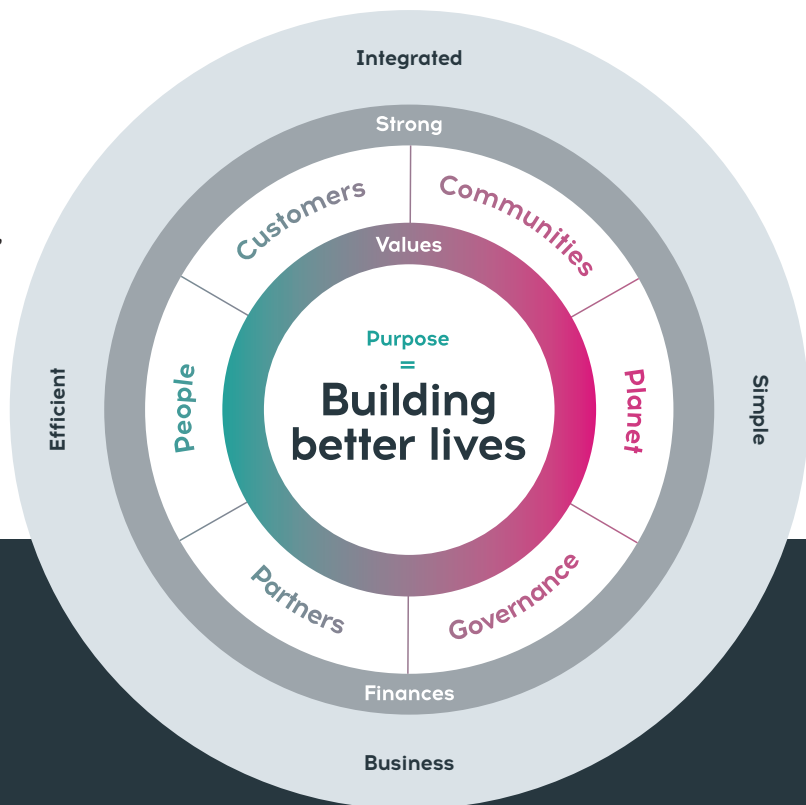 Integrated
Strong
Customers
Communities
Values
Purpose
=
Building
better lives
Efficient
People
Planet
Simple
Partners
Governance
Finances
Business